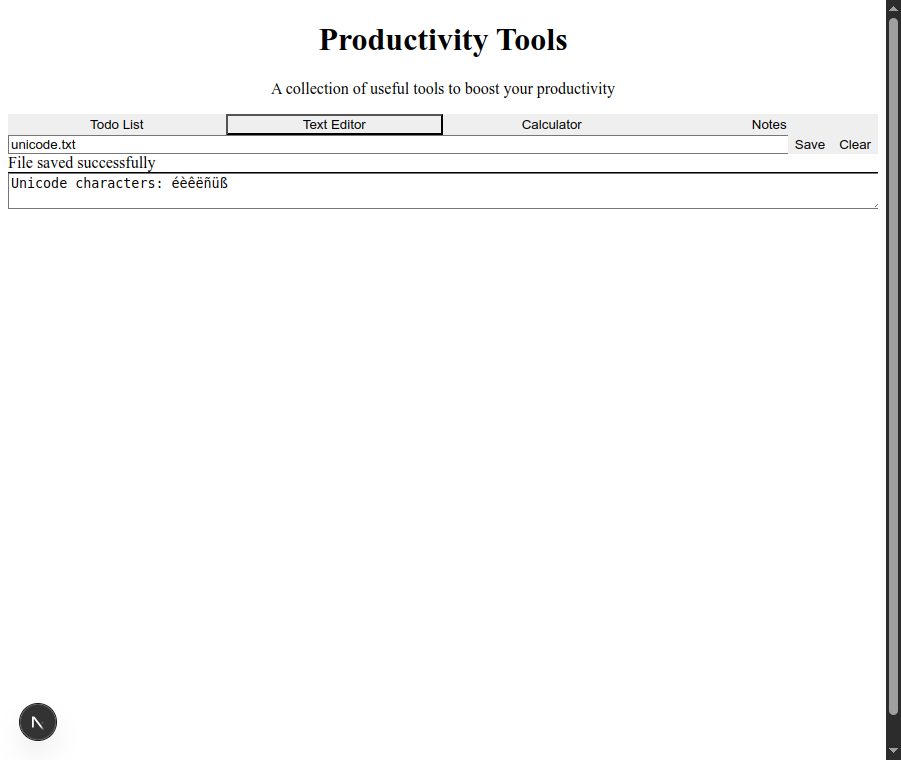 Productivity Tools
A collection of useful tools to boost your productivity
Todo List Text Editor Calculator Notes
unicode.txt Save Clear
File saved successfully
Unicode characters: éèêëñüß